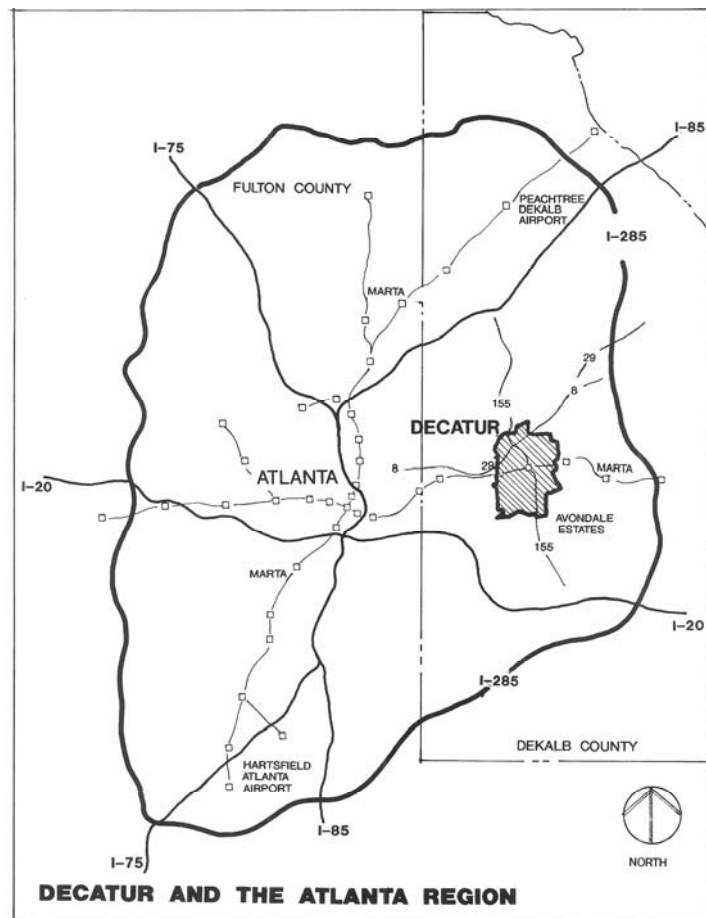 I-75
I-85
FULTON COUNTY
PEACHTREE
DEKALB
AIRPORT
I-285
MARTA
29
8
155
DECATUR
ATLANTA
8
29
MARTA
I-20
AVONDALE
ESTATES
155
MARTA
I-20
I-285
DEKALB COUNTY
HARTSFIELD
ATLANTA
AIRPORT
I-85
I-75
NORTH
DECATUR AND THE ATLANTA REGION